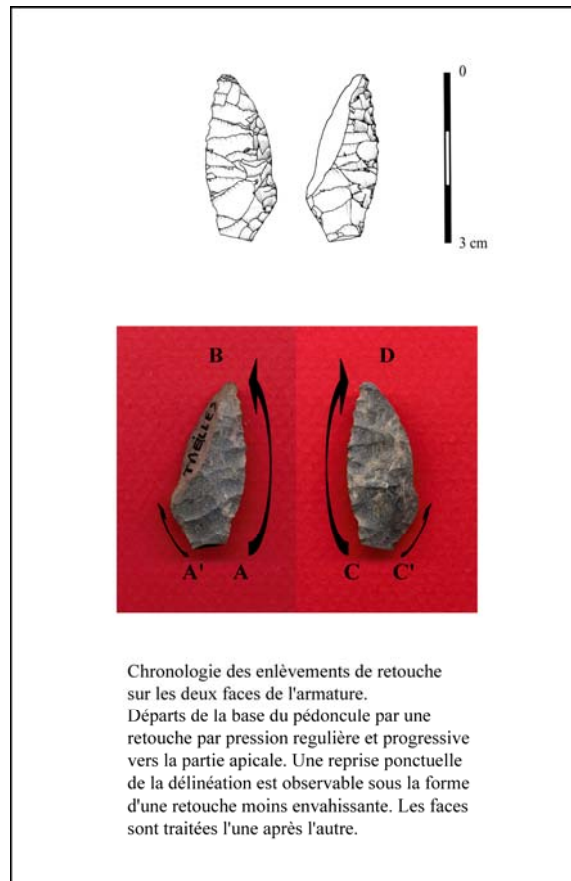 0
3 cm
B D
TAEILLES
A' A C C'
Chronologie des enlèvements de retouche
sur les deux faces de l'armature.
Départs de la base du pédoncule par une
retouche par pression regulière et progressive
vers la partie apicale. Une reprise ponctuelle
de la délinéation est observable sous la forme
d'une retouche moins envahissante. Les faces
sont traitées l'une après l'autre.